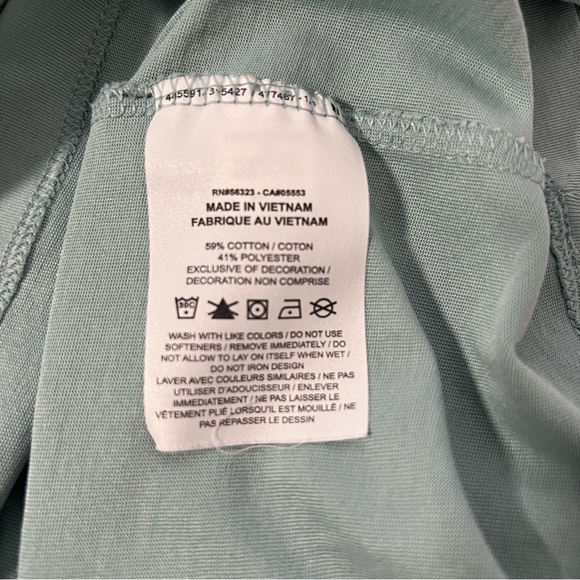 RN#56323 - CA#05553
MADE IN VIETNAM
FABRIQUE AU VIETNAM
59% COTTON / COTON
41% POLYESTER
EXCLUSIVE OF DECORATION /
DECORATION NON COMPRISE
30C
WASH WITH LIKE COLORS / DO NOT USE
SOFTENERS / REMOVE IMMEDIATELY / DO
NOT ALLOW TO LAY ON ITSELF WHEN WET /
DO NOT IRON DESIGN
LAVER AVEC COULEURS SIMILAIRES / NE PAS
UTILISER D'ADOUCISSEUR / ENLEVER
IMMÉDIATEMENT / NE PAS LAISSER LE
VÊTEMENT PLIÉ LORSQU'IL EST MOUILLÉ / NE
PAS REPASSER LE DESSIN